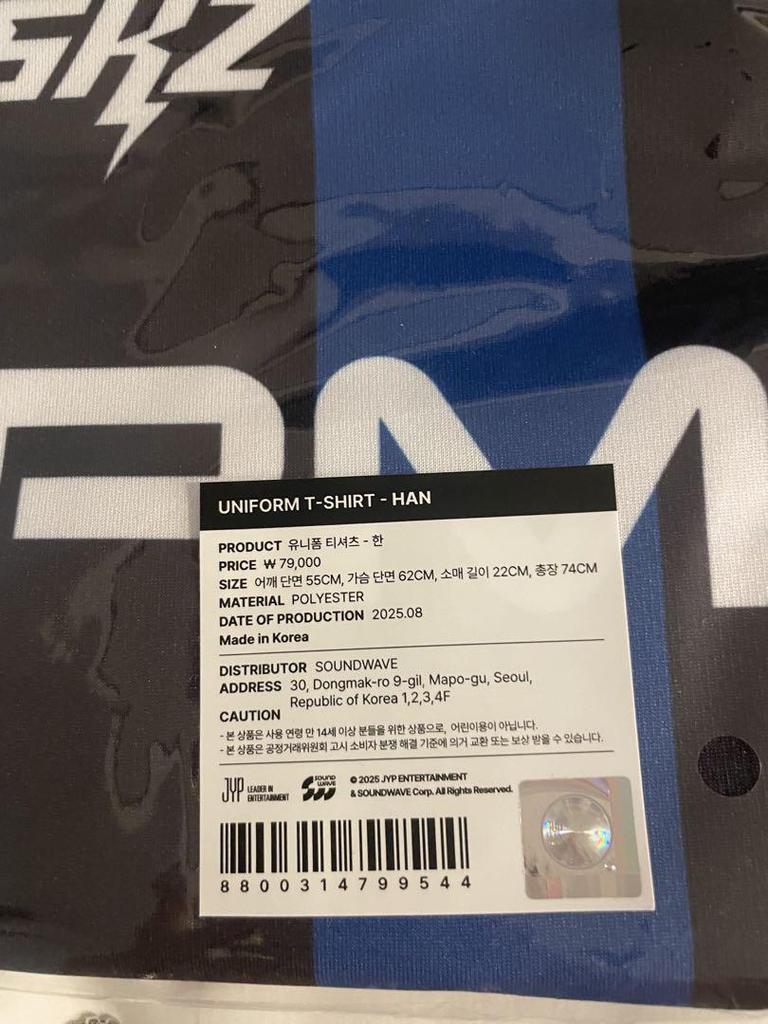 SKZ
PM
UNIFORM T-SHIRT - HAN
PRODUCT 유니폼 티셔츠 - 한
PRICE ₩ 79,000
SIZE 어깨 단면 55CM, 가슴 단면 62CM, 소매 길이 22CM, 총장 74CM
MATERIAL POLYESTER
DATE OF PRODUCTION 2025.08
Made in Korea
DISTRIBUTOR SOUNDWAVE
ADDRESS 30, Dongmak-ro 9-gil, Mapo-gu, Seoul,
Republic of Korea 1,2,3,4F
CAUTION
- 본 상품은 사용 연령 만 14세 이상 분들을 위한 상품으로, 어린이용이 아닙니다.
- 본 상품은 공정거래위원회 고시 소비자 분쟁 해결 기준에 의거 교환 또는 보상 받을 수 있습니다.
JYP LEADER IN
ENTERTAINMENT
SOUND
WAVE
© 2025 JYP ENTERTAINMENT
& SOUNDWAVE Corp. All Rights Reserved.
8800314799544